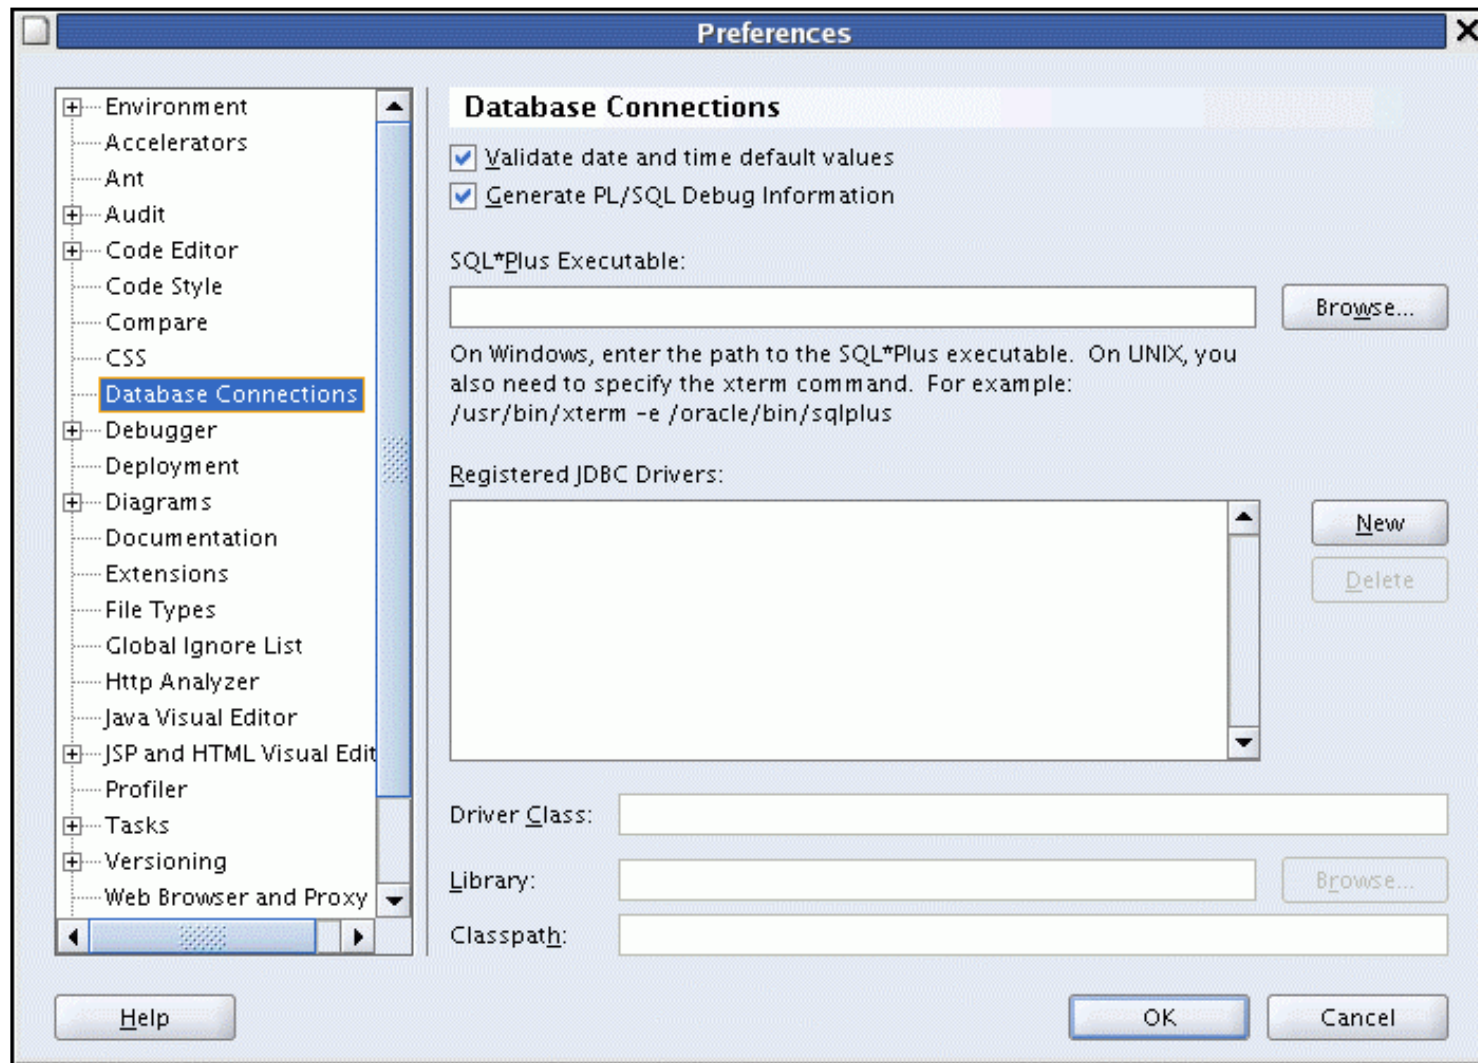 Preferences
Environment
Accelerators
Ant
Audit
Code Editor
Code Style
Compare
CSS
Database Connections
Debugger
Deployment
Diagrams
Documentation
Extensions
File Types
Global Ignore List
Http Analyzer
Java Visual Editor
JSP and HTML Visual Edit
Profiler
Tasks
Versioning
Web Browser and Proxy
Database Connections
Validate date and time default values
Generate PL/SQL Debug Information
SQL*Plus Executable:
Browse...
On Windows, enter the path to the SQL*Plus executable. On UNIX, you
also need to specify the xterm command. For example:
/usr/bin/xterm -e /oracle/bin/sqlplus
Registered JDBC Drivers:
New
Delete
Driver Class:
Library:
Browse...
Classpath:
Help
OK
Cancel